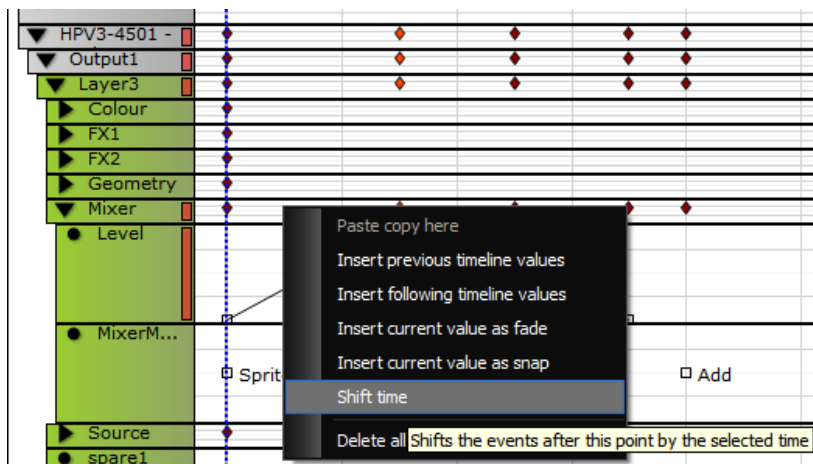 HPV3-4501 -
Output1
Layer3
Colour
FX1
FX2
Geometry
Mixer
Paste copy here
Level
Insert previous timeline values
Insert following timeline values
Insert current value as fade
MixerM...
Insert current value as snap
Sprit
Add
Shift time
Source
Delete all
Shifts the events after this point by the selected time
spare1